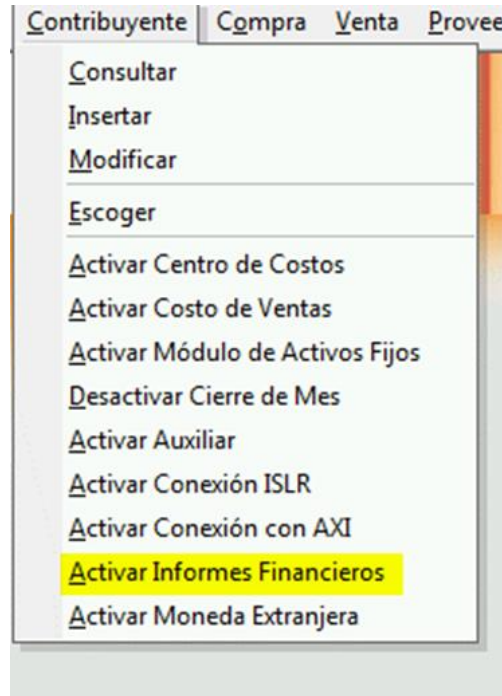 Contribuyente Compra Venta
Consultar
Insertar
Modificar
Escoger
Activar Centro de Costos
Activar Costo de Ventas
Activar Módulo de Activos Fijos
Desactivar Cierre de Mes
Activar Auxiliar
Activar Conexión ISLR
Activar Conexión con AXI
Activar Informes Financieros
Activar Moneda Extranjera